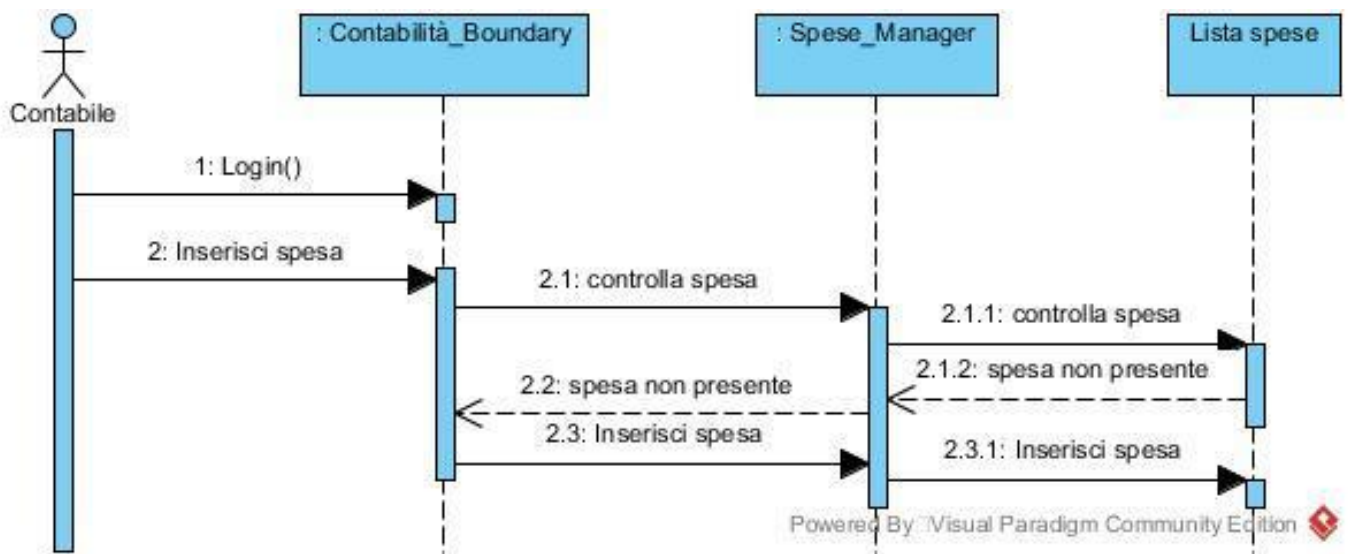 : Contabilità_Boundary
: Spese_Manager
Lista spese
Contabile
1: Login()
2: Inserisci spesa
2.1: controlla spesa
2.1.1: controlla spesa
2.1.2: spesa non presente
2.2: spesa non presente
2.3: Inserisci spesa
2.3.1: Inserisci spesa
Powered By Visual Paradigm Community Edition